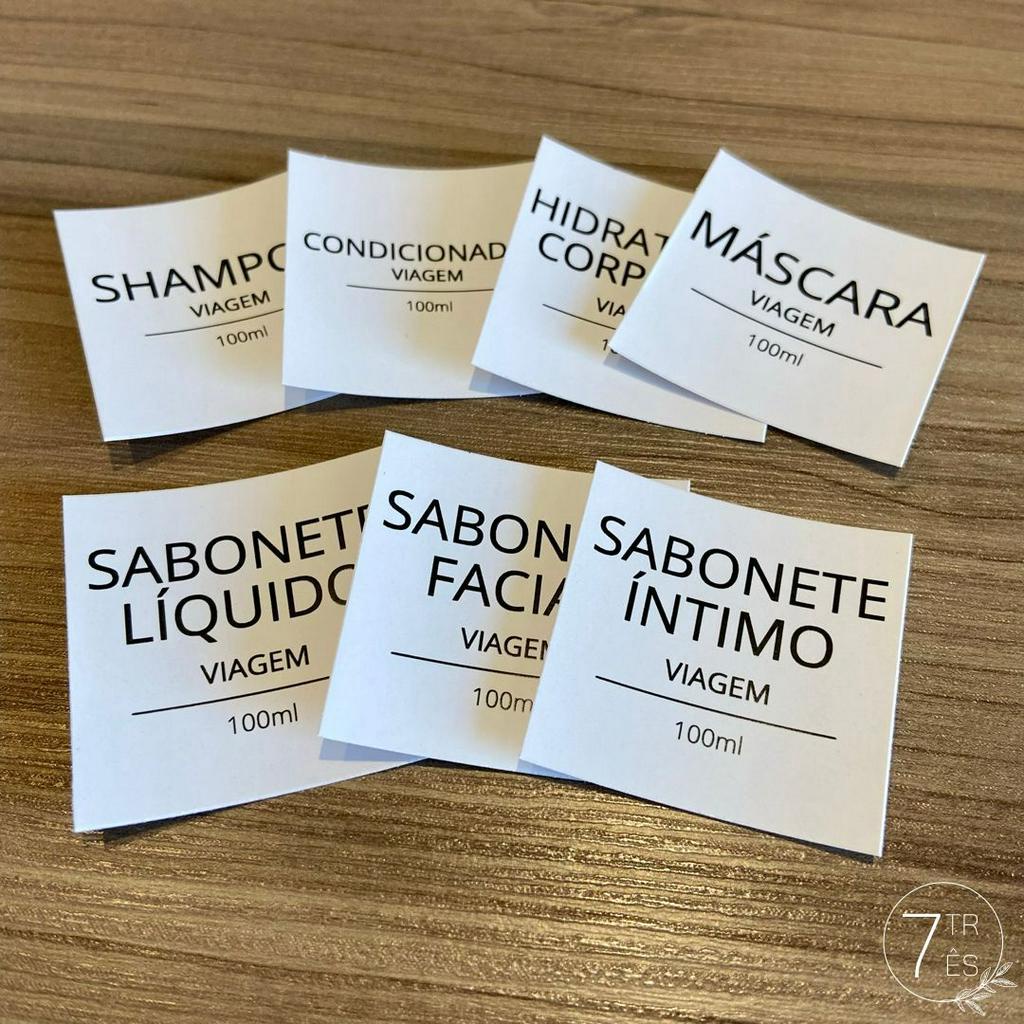 SHAMPO
VIAGEM
100ml
CONDICIONAD
VIAGEM
100ml
HIDRAT
CORP
VIA
MÁSCARA
VIAGEM
100ml
SABONETE
LÍQUIDO
VIAGEM
100ml
SABON
FACIA
VIAGEM
100m
SABONETE
ÍNTIMO
VIAGEM
100ml
7 TR
ÊS